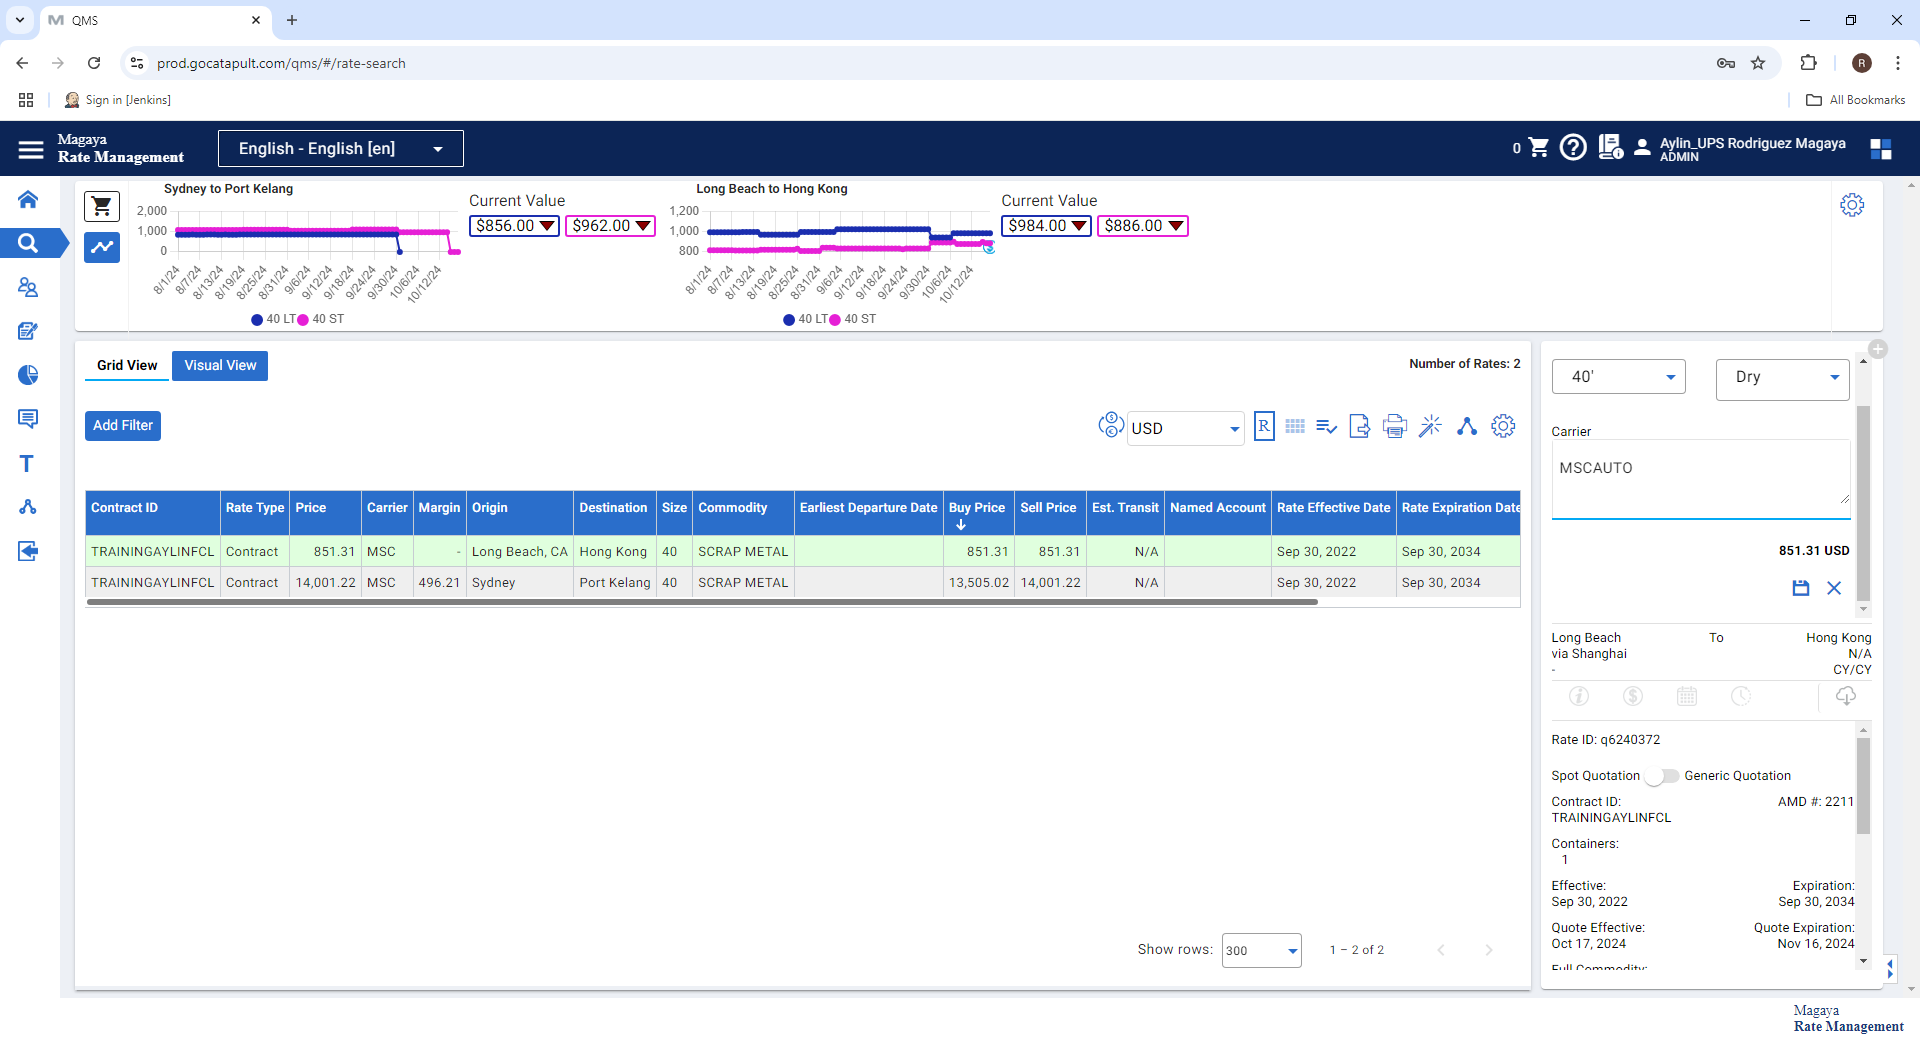 QMS
prod.gocatapult.com/qms/#/rate-search
R
Sign in [Jenkins]
All Bookmarks
Magaya
Rate Management
English - English [en]
0
Aylin_UPS Rodriguez Magaya
ADMIN
Sydney to Port Kelang
2,000
1,000
0
8/1/24
8/7/24
8/13/24
8/19/24
8/25/24
8/31/24
9/6/24
9/12/24
9/18/24
9/24/24
9/30/24
10/6/24
10/12/24
40 LT
40 ST
Current Value
$856.00
$962.00
Long Beach to Hong Kong
1,200
1,000
800
8/1/24
8/7/24
8/13/24
8/19/24
8/25/24
8/31/24
9/6/24
9/12/24
9/18/24
9/24/24
9/30/24
10/6/24
10/12/24
40 LT
40 ST
Current Value
$984.00
$886.00
Grid View
Visual View
Number of Rates: 2
Add Filter
USD
R
Contract ID Rate Type Price Carrier Margin Origin Destination Size Commodity Earliest Departure Date Buy Price Sell Price Est. Transit Named Account Rate Effective Date Rate Expiration Date
TRAININGAYLINFCL Contract 851.31 MSC - Long Beach, CA Hong Kong 40 SCRAP METAL 851.31 851.31 N/A Sep 30, 2022 Sep 30, 2034
TRAININGAYLINFCL Contract 14,001.22 MSC 496.21 Sydney Port Kelang 40 SCRAP METAL 13,505.02 14,001.22 N/A Sep 30, 2022 Sep 30, 2034
Show rows: 300 1 – 2 of 2
40'
Dry
Carrier
MSCAUTO
851.31 USD
Long Beach To Hong Kong
via Shanghai N/A
- CY/CY
Rate ID: q6240372
Spot Quotation Generic Quotation
Contract ID: AMD #: 2211
TRAININGAYLINFCL
Containers:
1
Effective: Expiration:
Sep 30, 2022 Sep 30, 2034
Quote Effective: Quote Expiration:
Oct 17, 2024 Nov 16, 2024
Full Commodity:
Magaya
Rate Management